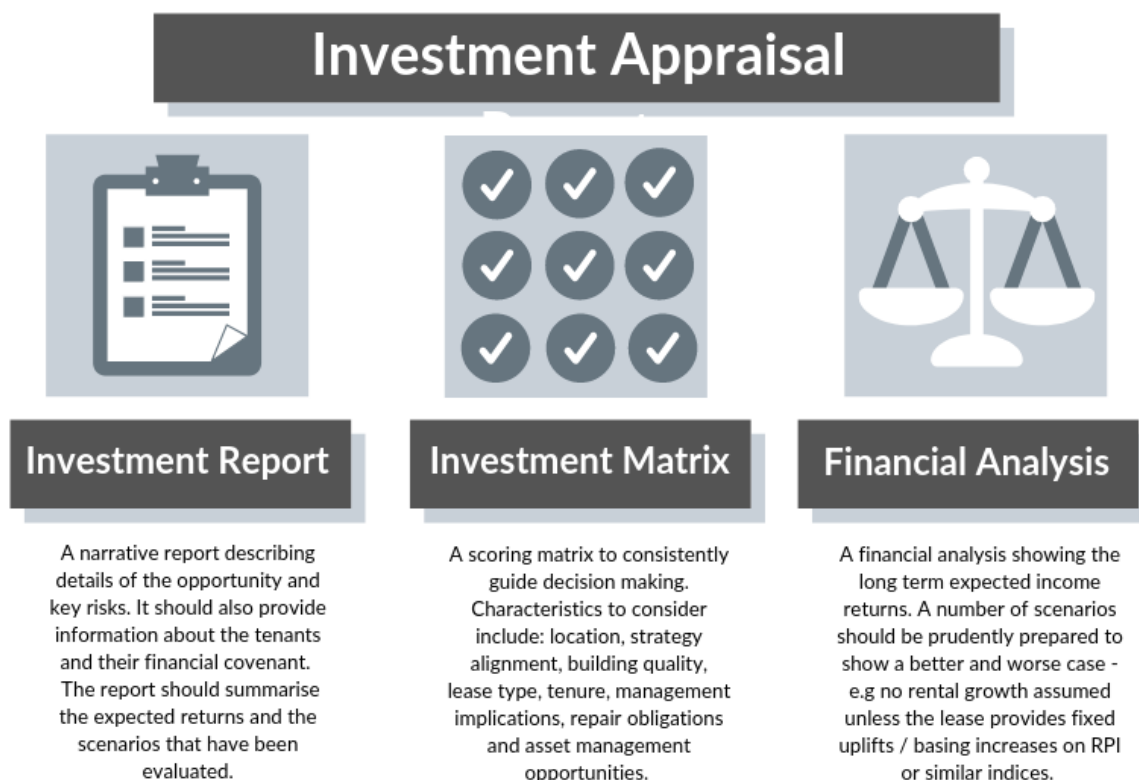 Investment Appraisal
Investment Report
A narrative report describing
details of the opportunity and
key risks. It should also provide
information about the tenants
and their financial covenant.
The report should summarise
the expected returns and the
scenarios that have been
evaluated.
Investment Matrix
A scoring matrix to consistently
guide decision making.
Characteristics to consider
include: location, strategy
alignment, building quality,
lease type, tenure, management
implications, repair obligations
and asset management
opportunities.
Financial Analysis
A financial analysis showing the
long term expected income
returns. A number of scenarios
should be prudently prepared to
show a better and worse case -
e.g no rental growth assumed
unless the lease provides fixed
uplifts / basing increases on RPI
or similar indices.